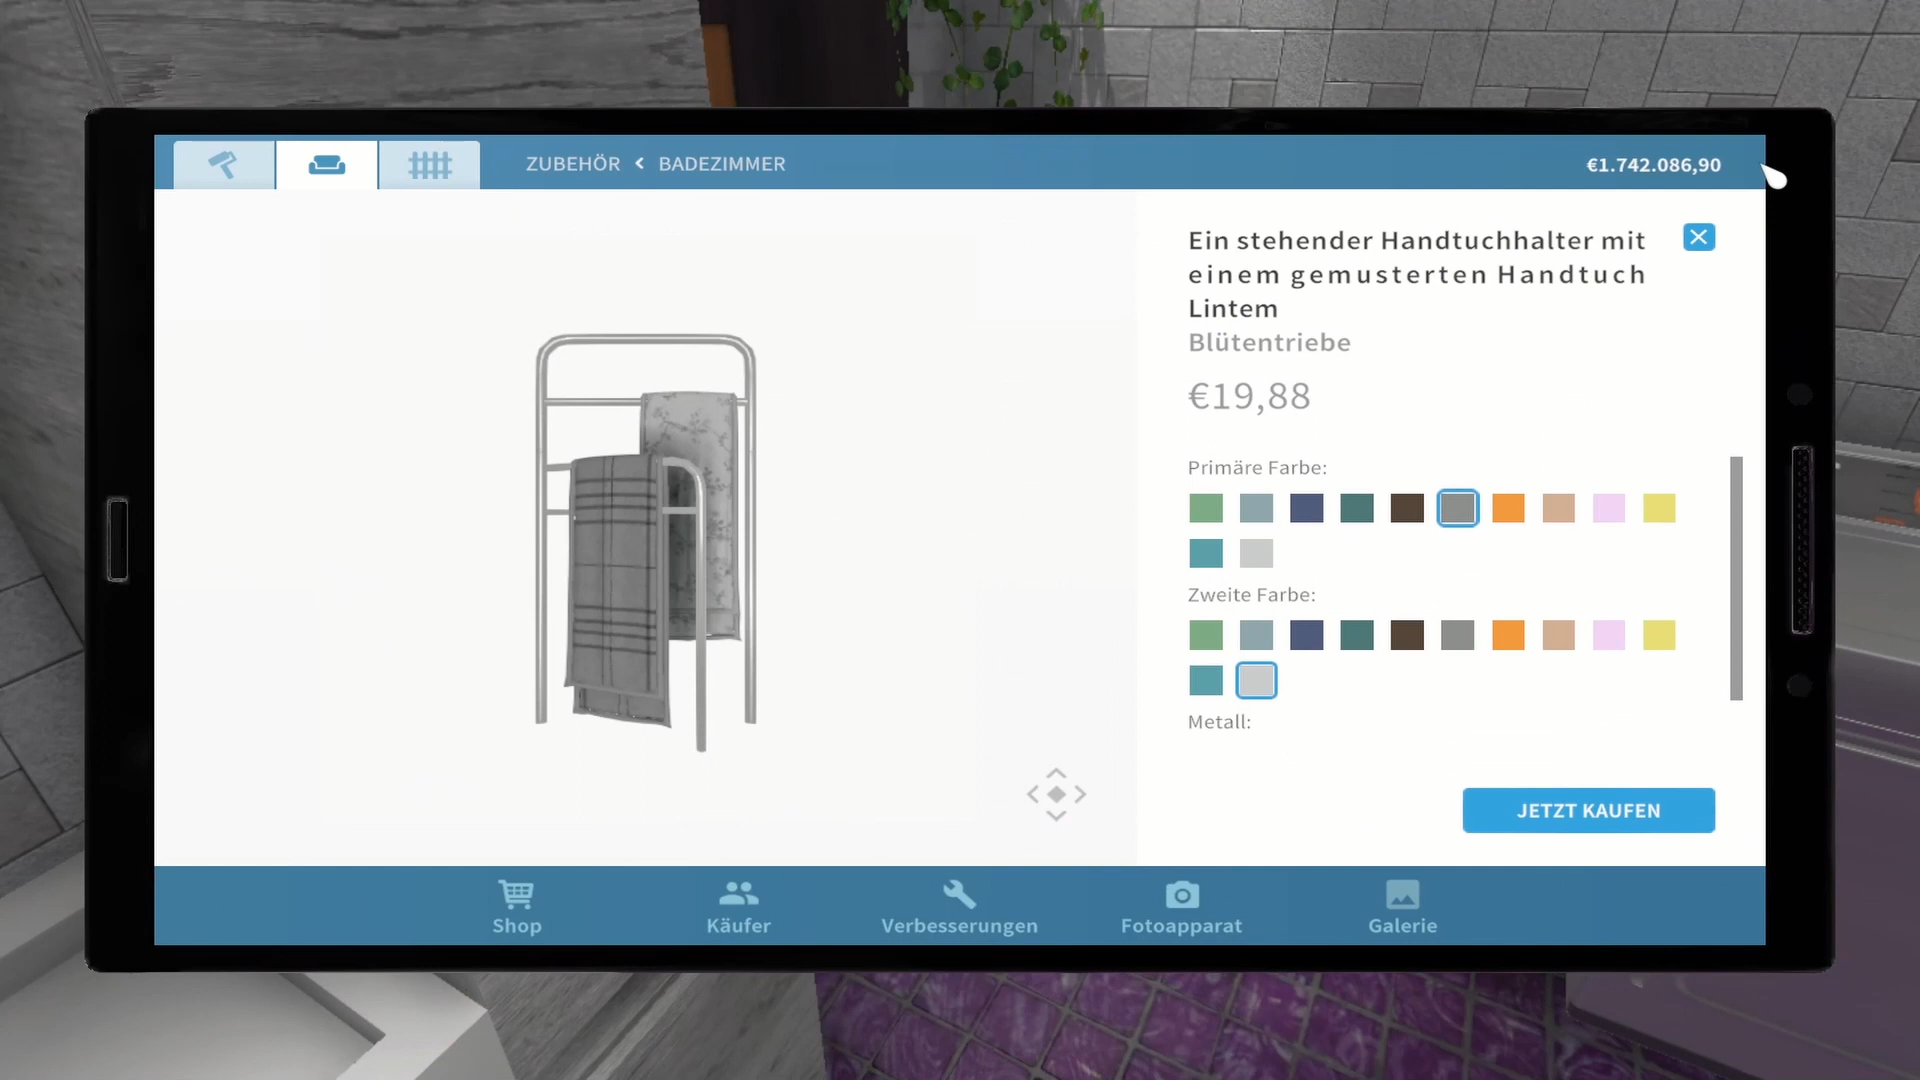 ZUBEHÖR < BADEZIMMER
€1.742.086,90
Ein stehender Handtuchhalter mit
einem gemusterten Handtuch
Lintem
Blütentriebe
€19,88
Primäre Farbe:
Zweite Farbe:
Metall:
JETZT KAUFEN
Shop
Käufer
Verbesserungen
Fotoapparat
Galerie